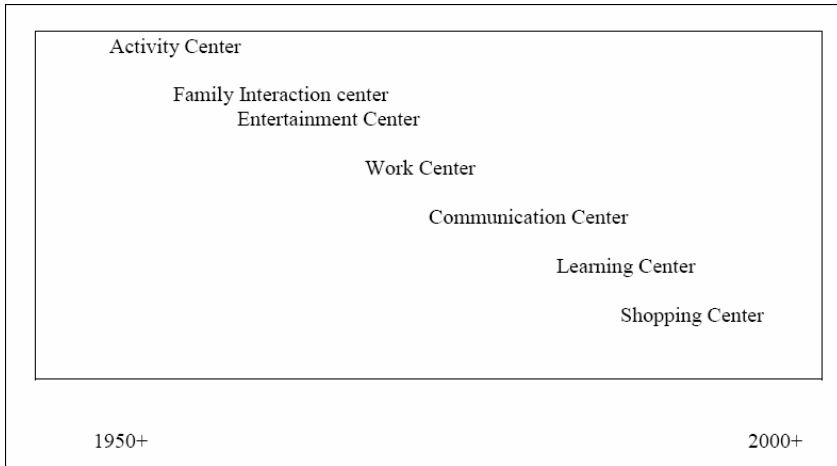 Activity Center
Family Interaction center
Entertainment Center
Work Center
Communication Center
Learning Center
Shopping Center
1950+ 2000+